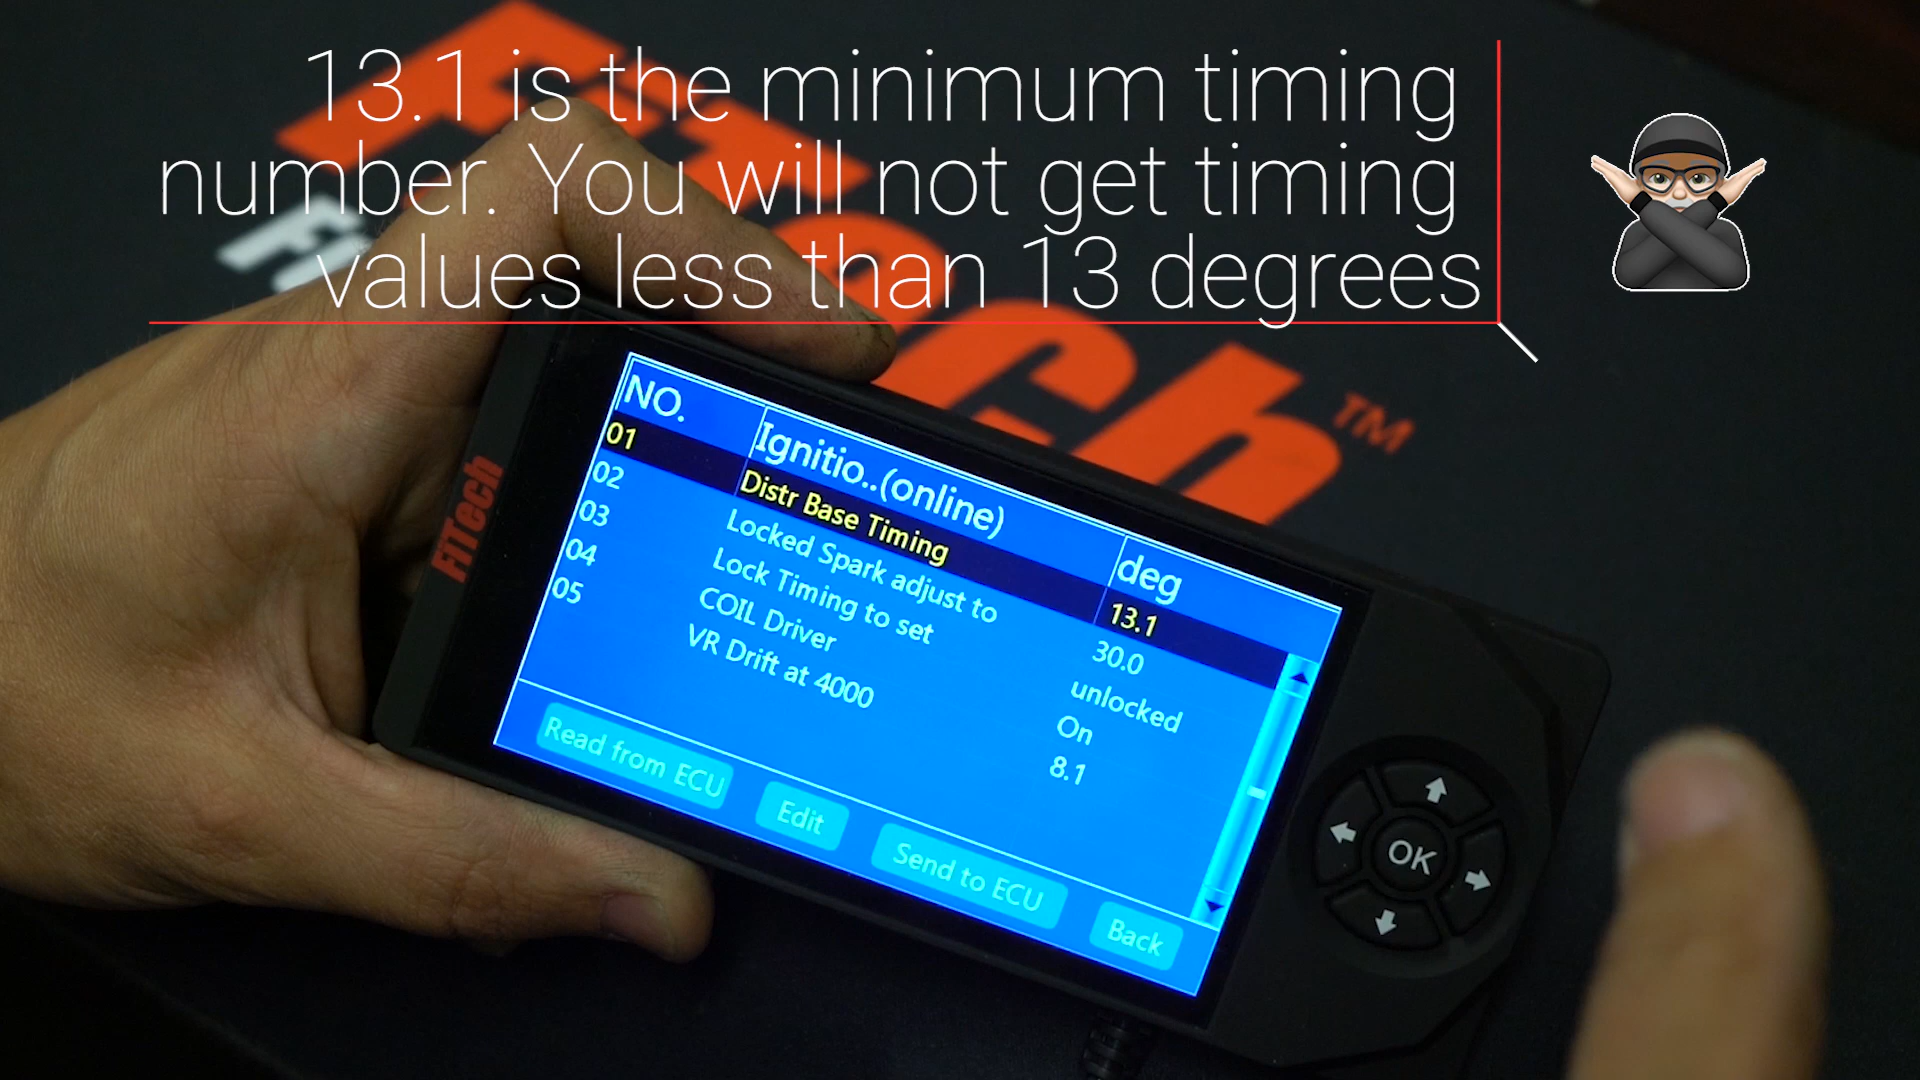 13.1 is the minimum timing
number. You will not get timing
values less than 13 degrees
FiTech
™
FiTech
NO. Ignitio..(online) deg
01 Distr Base Timing 13.1
02 Locked Spark adjust to 30.0
03 Lock Timing to set unlocked
04 COIL Driver On
05 VR Drift at 4000 8.1
Read from ECU Edit Send to ECU Back
OK